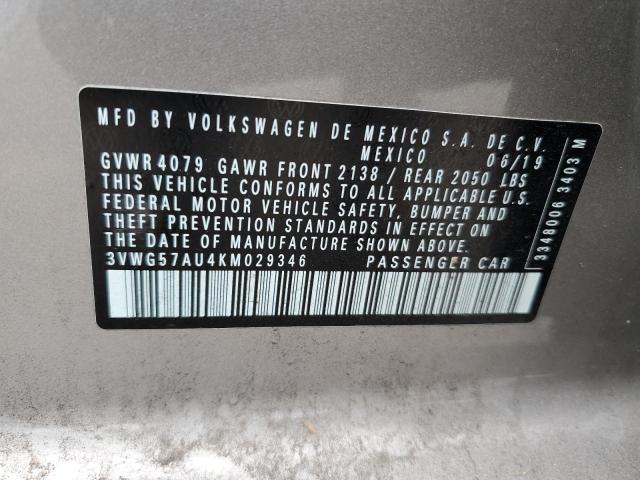 MFD BY VOLKSWAGEN DE MEXICO S.A. DE C.V.
MEXICO 06/19
GVWR 4079 GAWR FRONT 2138 / REAR 2050 LBS
THIS VEHICLE CONFORMS TO ALL APPLICABLE U.S.
FEDERAL MOTOR VEHICLE SAFETY, BUMPER AND
THEFT PREVENTION STANDARDS IN EFFECT ON
THE DATE OF MANUFACTURE SHOWN ABOVE.
3VWG57AU4KM029346 PASSENGER CAR
3348006 3403 M